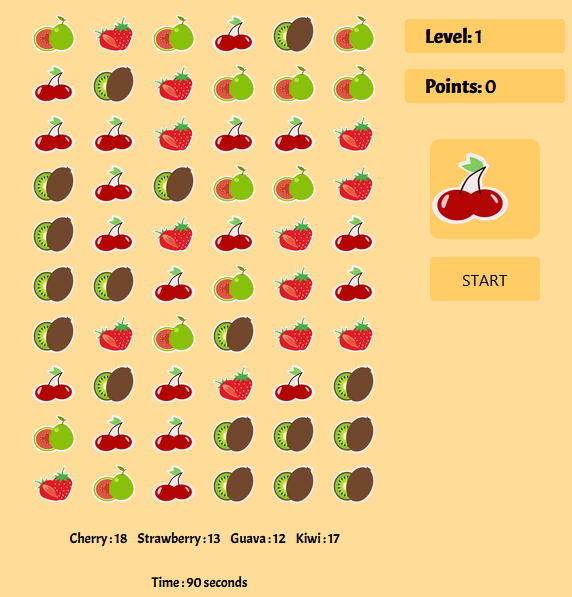 Level: 1
Points: 0
START
Cherry : 18 Strawberry : 13 Guava : 12 Kiwi : 17
Time : 90 seconds